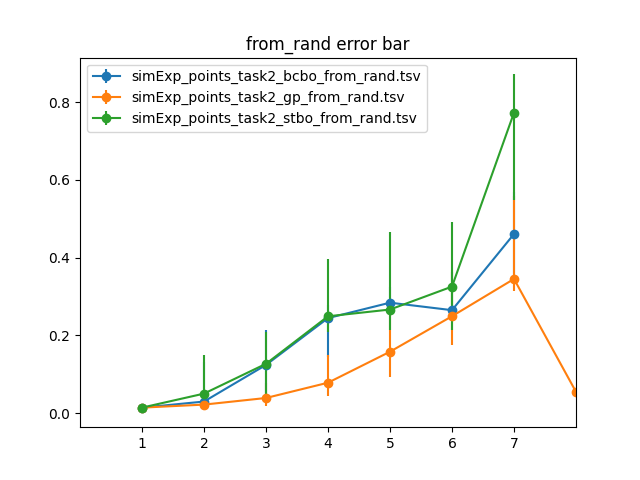 from_rand error bar
simExp_points_task2_bcbo_from_rand.tsv
simExp_points_task2_gp_from_rand.tsv
simExp_points_task2_stbo_from_rand.tsv
0.8
0.6
0.4
0.2
0.0
1 2 3 4 5 6 7